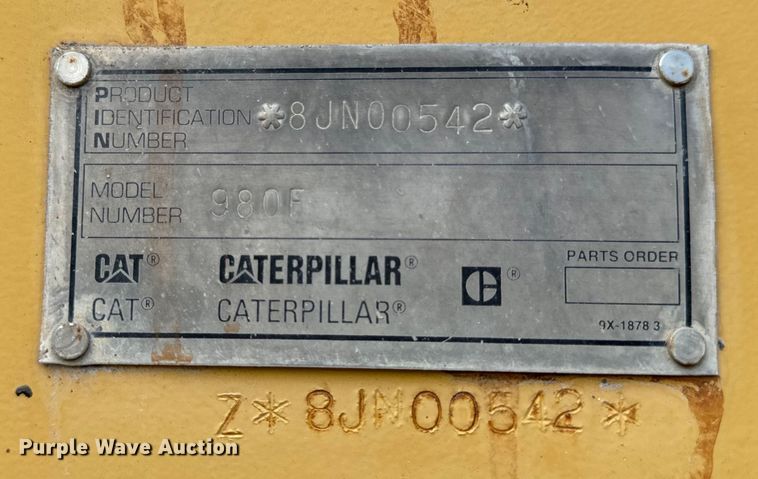 PRODUCT
IDENTIFICATION *8JN00542*
NUMBER
MODEL
NUMBER 980F
CAT® CATERPILLAR® ®
PARTS ORDER
CAT® CATERPILLAR®
9X-1878 3
Z*8JN00542*
Purple Wave Auction